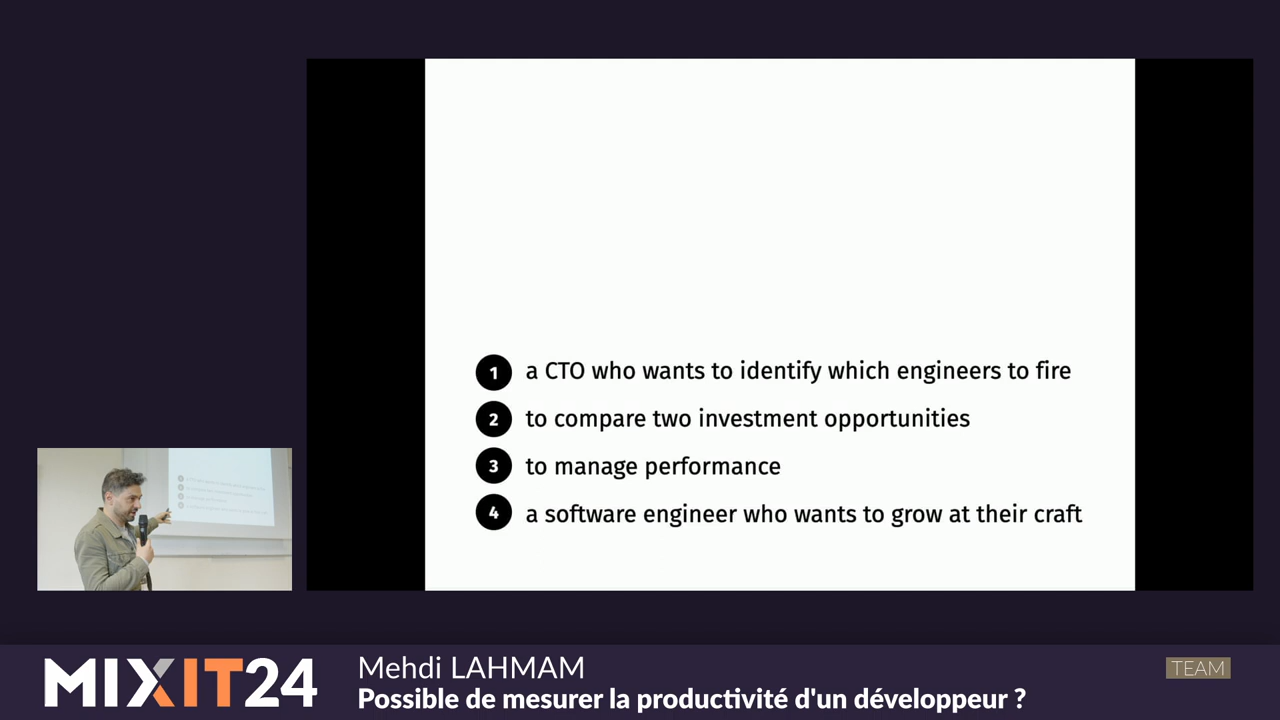 1 a CTO who wants to identify which engineers to fire
2 to compare two investment opportunities
3 to manage performance
4 a software engineer who wants to grow at their craft
MIXIT24
Mehdi LAHMAM
Possible de mesurer la productivité d'un développeur ?
TEAM